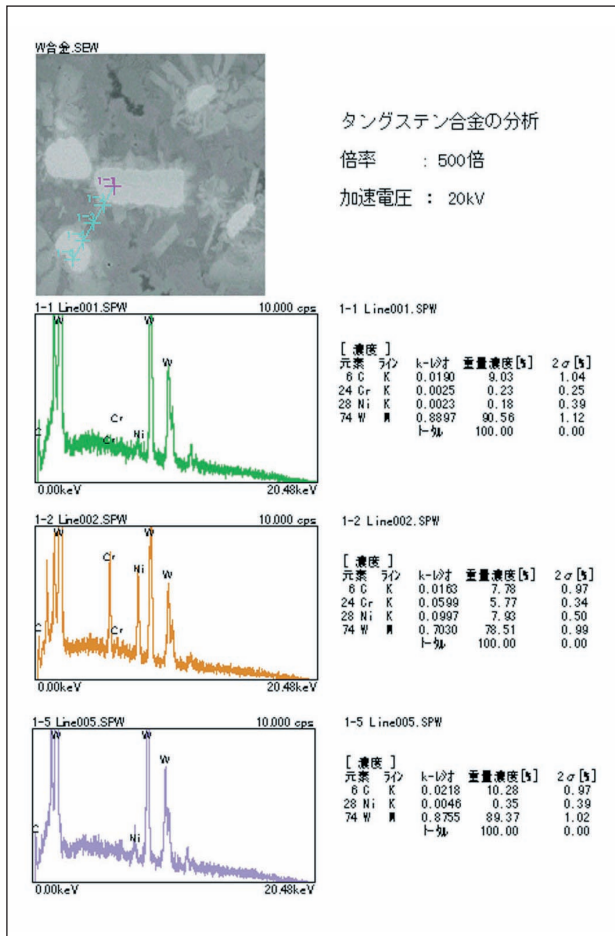 W合金.SEW
タングステン合金の分析
倍率 : 500倍
加速電圧 : 20kV
1-1 Line001.SPW 10.000 cps
W
W
W
Cr
Cr
Ni
C
0.00keV 20.48keV
1-1 Line001.SPW
[ 濃度 ]
元素 ライン k-レシオ 重量濃度[%] 2σ[%]
6 C K 0.0190 9.03 1.04
24 Cr K 0.0025 0.23 0.25
28 Ni K 0.0023 0.18 0.39
74 W M 0.8897 90.56 1.12
トータル 100.00 0.00
1-2 Line002.SPW 10.000 cps
W
W
Cr
Ni
W
Cr
C
0.00keV 20.48keV
1-2 Line002.SPW
[ 濃度 ]
元素 ライン k-レシオ 重量濃度[%] 2σ[%]
6 C K 0.0163 7.78 0.97
24 Cr K 0.0599 5.77 0.34
28 Ni K 0.0997 7.93 0.50
74 W M 0.7030 78.51 0.99
トータル 100.00 0.00
1-5 Line005.SPW 10.000 cps
W
W
W
Ni
C
0.00keV 20.48keV
1-5 Line005.SPW
[ 濃度 ]
元素 ライン k-レシオ 重量濃度[%] 2σ[%]
6 C K 0.0218 10.28 0.97
28 Ni K 0.0046 0.35 0.39
74 W M 0.8755 89.37 1.02
トータル 100.00 0.00